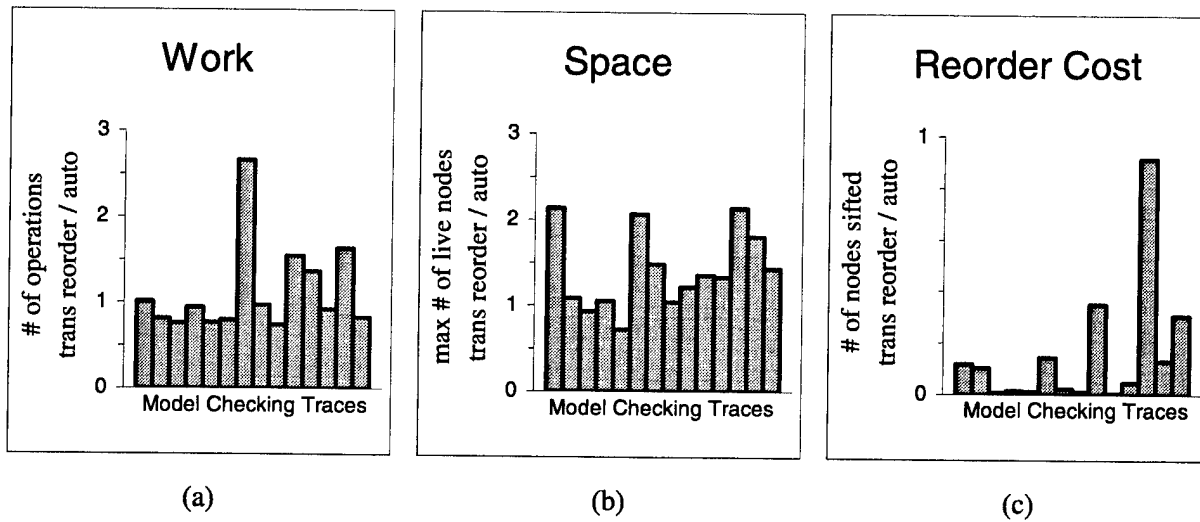 Work
# of operations
trans reorder / auto
3
2
1
0
Model Checking Traces
(a)
Space
max # of live nodes
trans reorder / auto
3
2
1
0
Model Checking Traces
(b)
Reorder Cost
# of nodes sifted
trans reorder / auto
1
0
Model Checking Traces
(c)